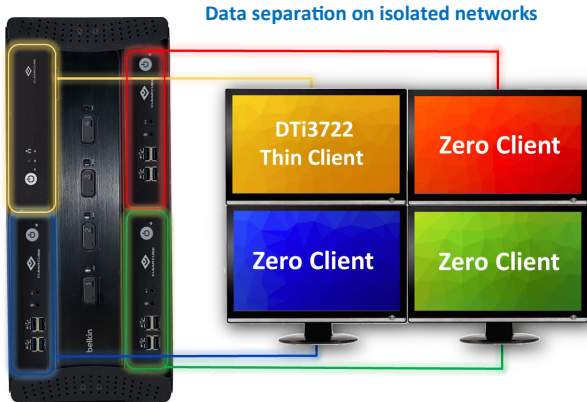 Data separation on isolated networks
DTi3722
Thin Client
Zero Client
Zero Client
Zero Client
belkin